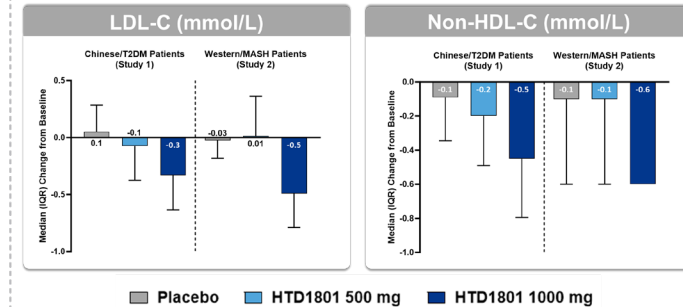 LDL-C (mmol/L)
Chinese/T2DM Patients
(Study 1)
Western/MASH Patients
(Study 2)
Median (IQR) Change from Baseline
0.5
0.0
-0.5
-1.0
0.1
-0.1
-0.3
-0.03
0.01
-0.5
Non-HDL-C (mmol/L)
Chinese/T2DM Patients
(Study 1)
Western/MASH Patients
(Study 2)
Median (IQR) Change from Baseline
0.0
-0.2
-0.4
-0.6
-0.8
-1.0
-0.1
-0.2
-0.5
-0.1
-0.1
-0.6
Placebo
HTD1801 500 mg
HTD1801 1000 mg